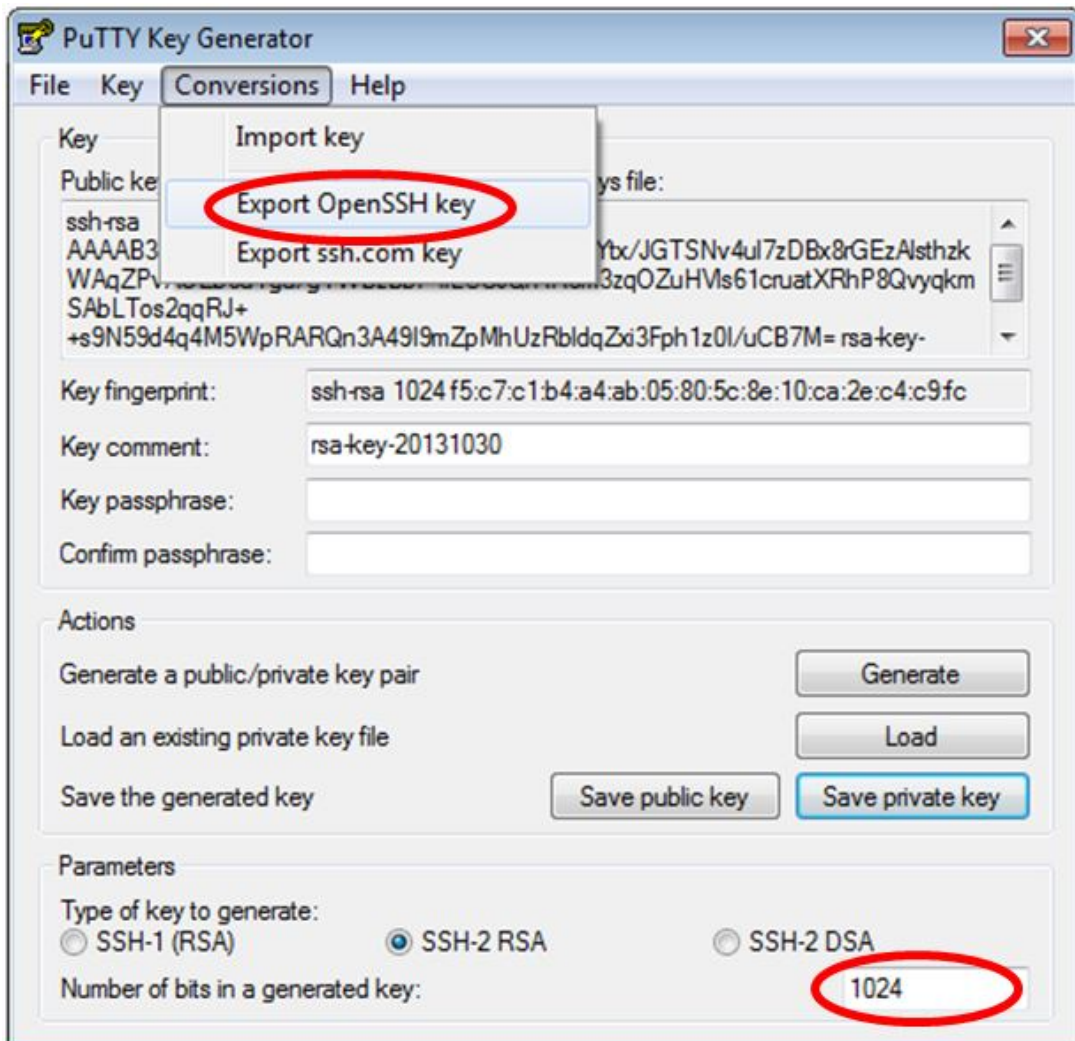 PuTTY Key Generator
File Key Conversions Help
Import key
Export OpenSSH key
Export ssh.com key
Key
Public ke ys file:
ssh-rsa
AAAAB3
+s9N59d4q4M5WpRARQn3A49I9mZpMhUzRbIdqZxi3Fph1z0I/uCB7M= rsa-key-
SAbLTos2qqRJ+
Key fingerprint: ssh-rsa 1024 f5:c7:c1:b4:a4:ab:05:80:5c:8e:10:ca:2e:c4:c9:fc
Key comment: rsa-key-20131030
Key passphrase:
Confirm passphrase:
Actions
Generate a public/private key pair Generate
Load an existing private key file Load
Save the generated key Save public key Save private key
Parameters
Type of key to generate:
SSH-1 (RSA) SSH-2 RSA SSH-2 DSA
Number of bits in a generated key: 1024